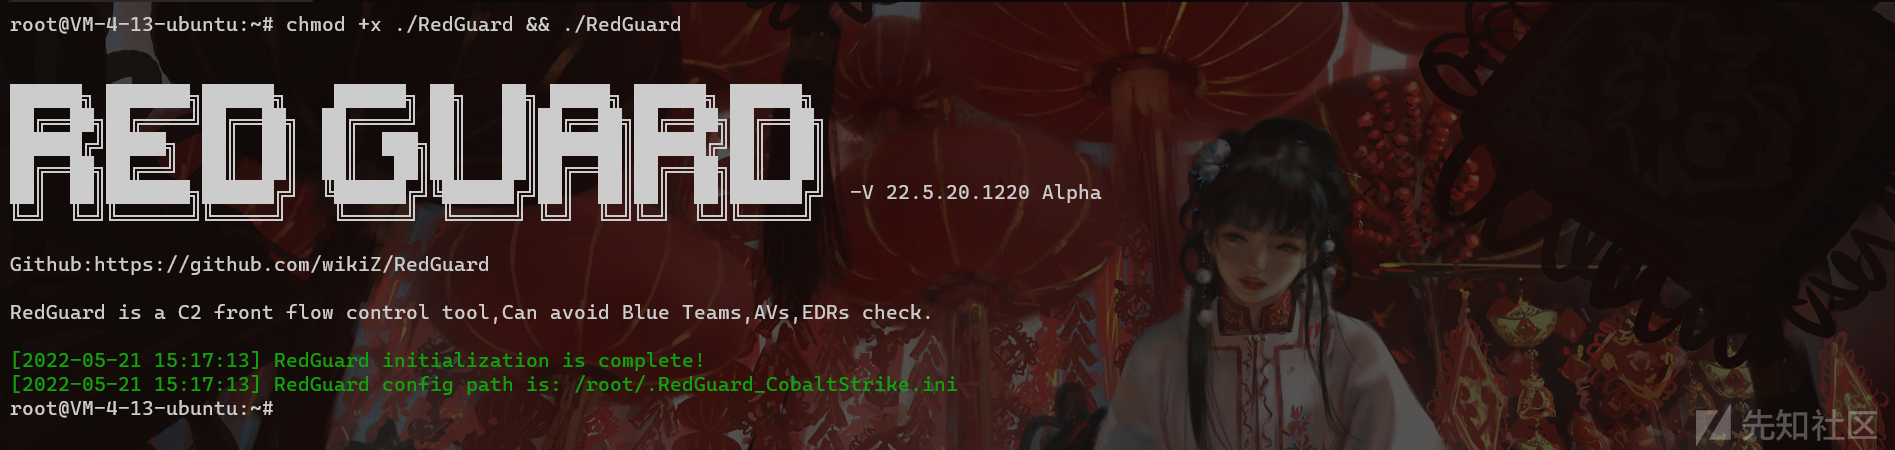 root@VM-4-13-ubuntu:~# chmod +x ./RedGuard && ./RedGuard
RED GUARD
-V 22.5.20.1220 Alpha
Github:https://github.com/wikiZ/RedGuard
RedGuard is a C2 front flow control tool,Can avoid Blue Teams,AVs,EDRs check.
[2022-05-21 15:17:13] RedGuard initialization is complete!
[2022-05-21 15:17:13] RedGuard config path is: /root/.RedGuard_CobaltStrike.ini
root@VM-4-13-ubuntu:~#
先知社区